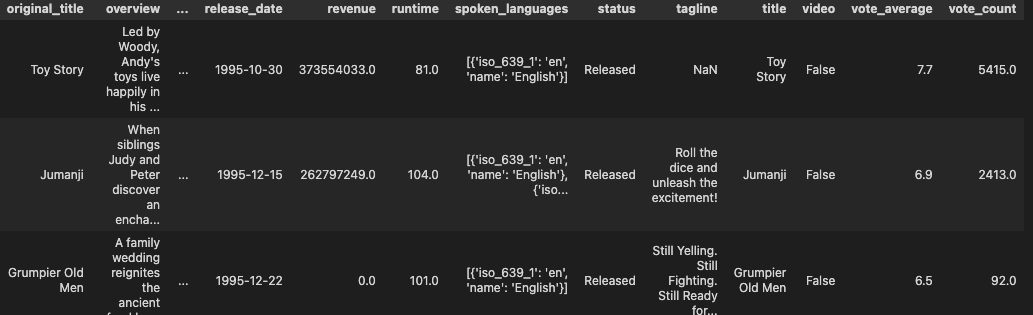 original_title overview ... release_date revenue runtime spoken_languages status tagline title video vote_average vote_count
Led by
Woody,
Andy's
toys live
happily in
his ...
Toy Story
...
1995-10-30
373554033.0
81.0
[{'iso_639_1': 'en',
'name': 'English'}]
Released
NaN
Toy
Story
False
7.7
5415.0
When
siblings
Judy and
Peter
discover
an
encha...
Jumanji
...
1995-12-15
262797249.0
104.0
[{'iso_639_1': 'en',
'name': 'English'},
{'iso...
Released
Roll the
dice and
unleash the
excitement!
Jumanji
False
6.9
2413.0
A family
wedding
reignites
the
ancient
Grumpier Old
Men
...
1995-12-22
0.0
101.0
[{'iso_639_1': 'en',
'name': 'English'}]
Released
Still Yelling.
Still
Fighting.
Still Ready
for...
Grumpier
Old Men
False
6.5
92.0